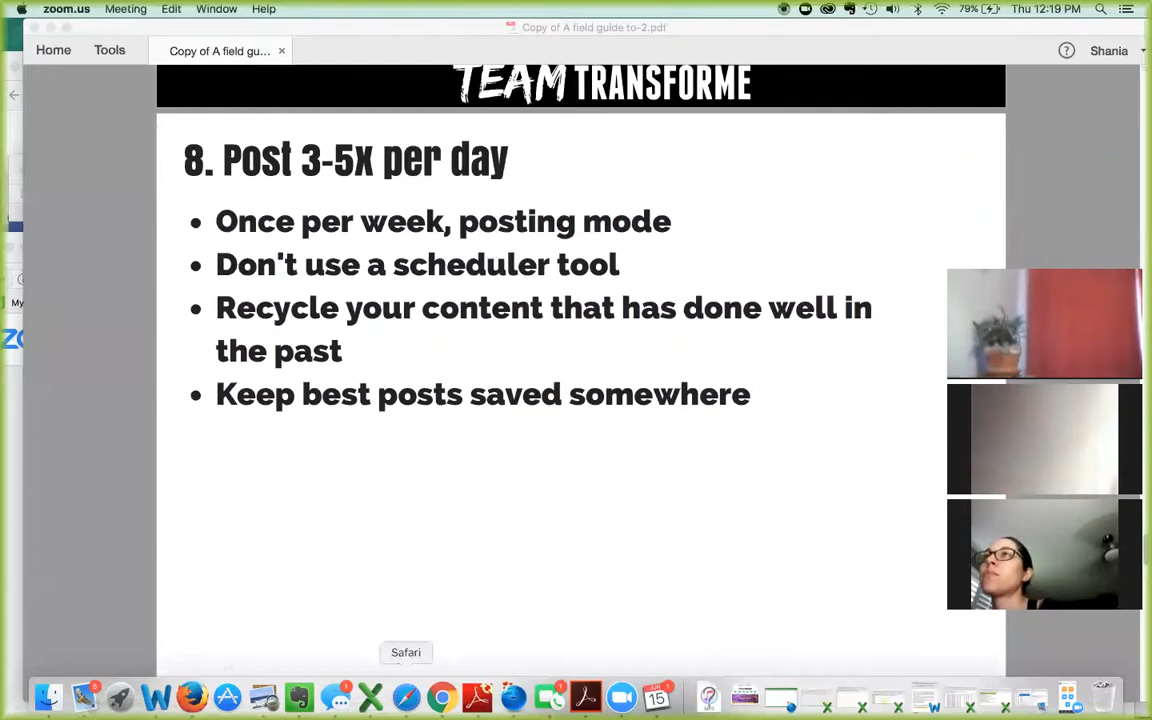 zoom.us Meeting Edit Window Help 79% Thu 12:19 PM
Copy of A field guide to-2.pdf
Home Tools Copy of A field gu... × ? Shania
TEAM TRANSFORME
8. Post 3-5x per day
• Once per week, posting mode
• Don't use a scheduler tool
• Recycle your content that has done well in
the past
• Keep best posts saved somewhere
My
Safari
JUN
15